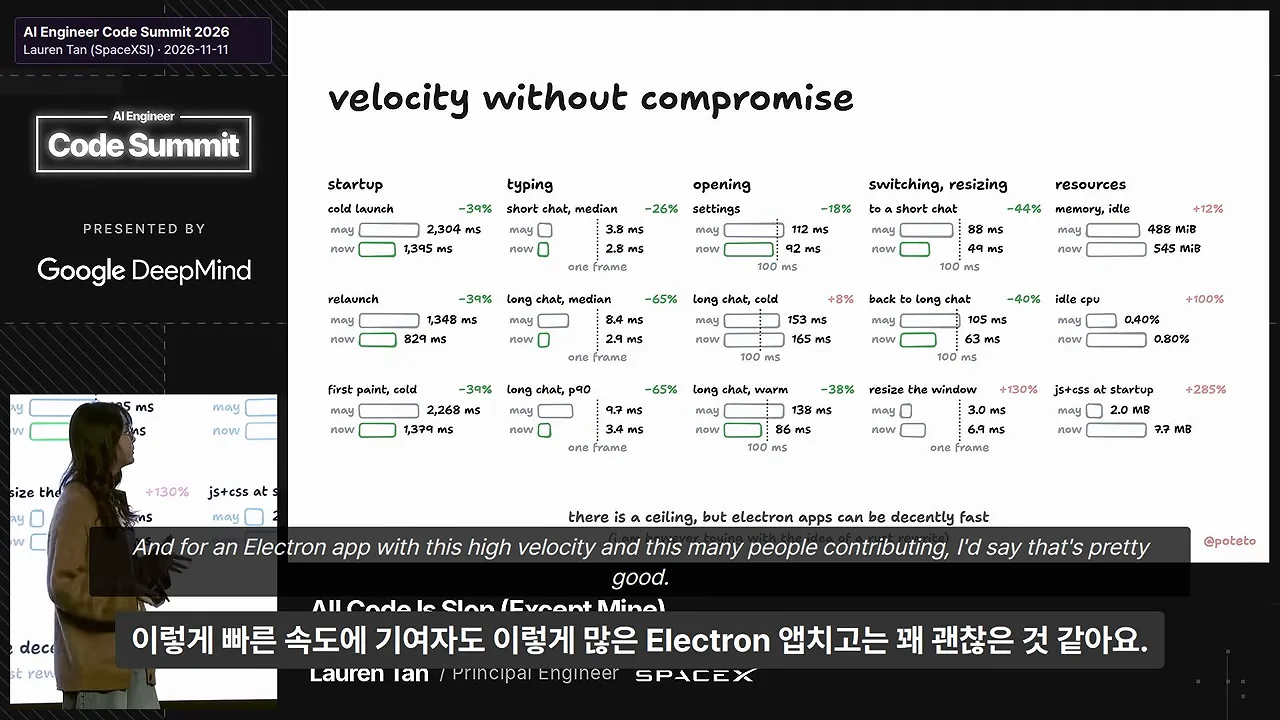 AI Engineer Code Summit 2026
Lauren Tan (SpaceXSI) · 2026-11-11
AI Engineer
Code Summit
PRESENTED BY
Google DeepMind
velocity without compromise
startup
cold launch -39%
may 2,304 ms
now 1,395 ms
relaunch -39%
may 1,348 ms
now 829 ms
first paint, cold -39%
may 2,268 ms
now 1,379 ms
typing
short chat, median -26%
may 3.8 ms
now 2.8 ms
one frame
long chat, median -65%
may 8.4 ms
now 2.9 ms
one frame
long chat, p90 -65%
may 9.7 ms
now 3.4 ms
one frame
opening
settings -18%
may 112 ms
now 92 ms
100 ms
long chat, cold +8%
may 153 ms
now 165 ms
100 ms
long chat, warm -38%
may 138 ms
now 86 ms
100 ms
switching, resizing
to a short chat -44%
may 88 ms
now 49 ms
100 ms
back to long chat -40%
may 105 ms
now 63 ms
100 ms
resize the window +130%
may 3.0 ms
now 6.9 ms
one frame
resources
memory, idle +12%
may 488 MiB
now 545 MiB
idle cpu +100%
may 0.40%
now 0.80%
js+css at startup +285%
may 2.0 MB
now 7.7 MB
there is a ceiling, but electron apps can be decently fast
@poteto
And for an Electron app with this high velocity and this many people contributing, I'd say that's pretty
good.
All Code Is Slop (Except Mine)
이렇게 빠른 속도에 기여자도 이렇게 많은 Electron 앱치고는 꽤 괜찮은 것 같아요.
Lauren Tan / Principal Engineer SPACEX